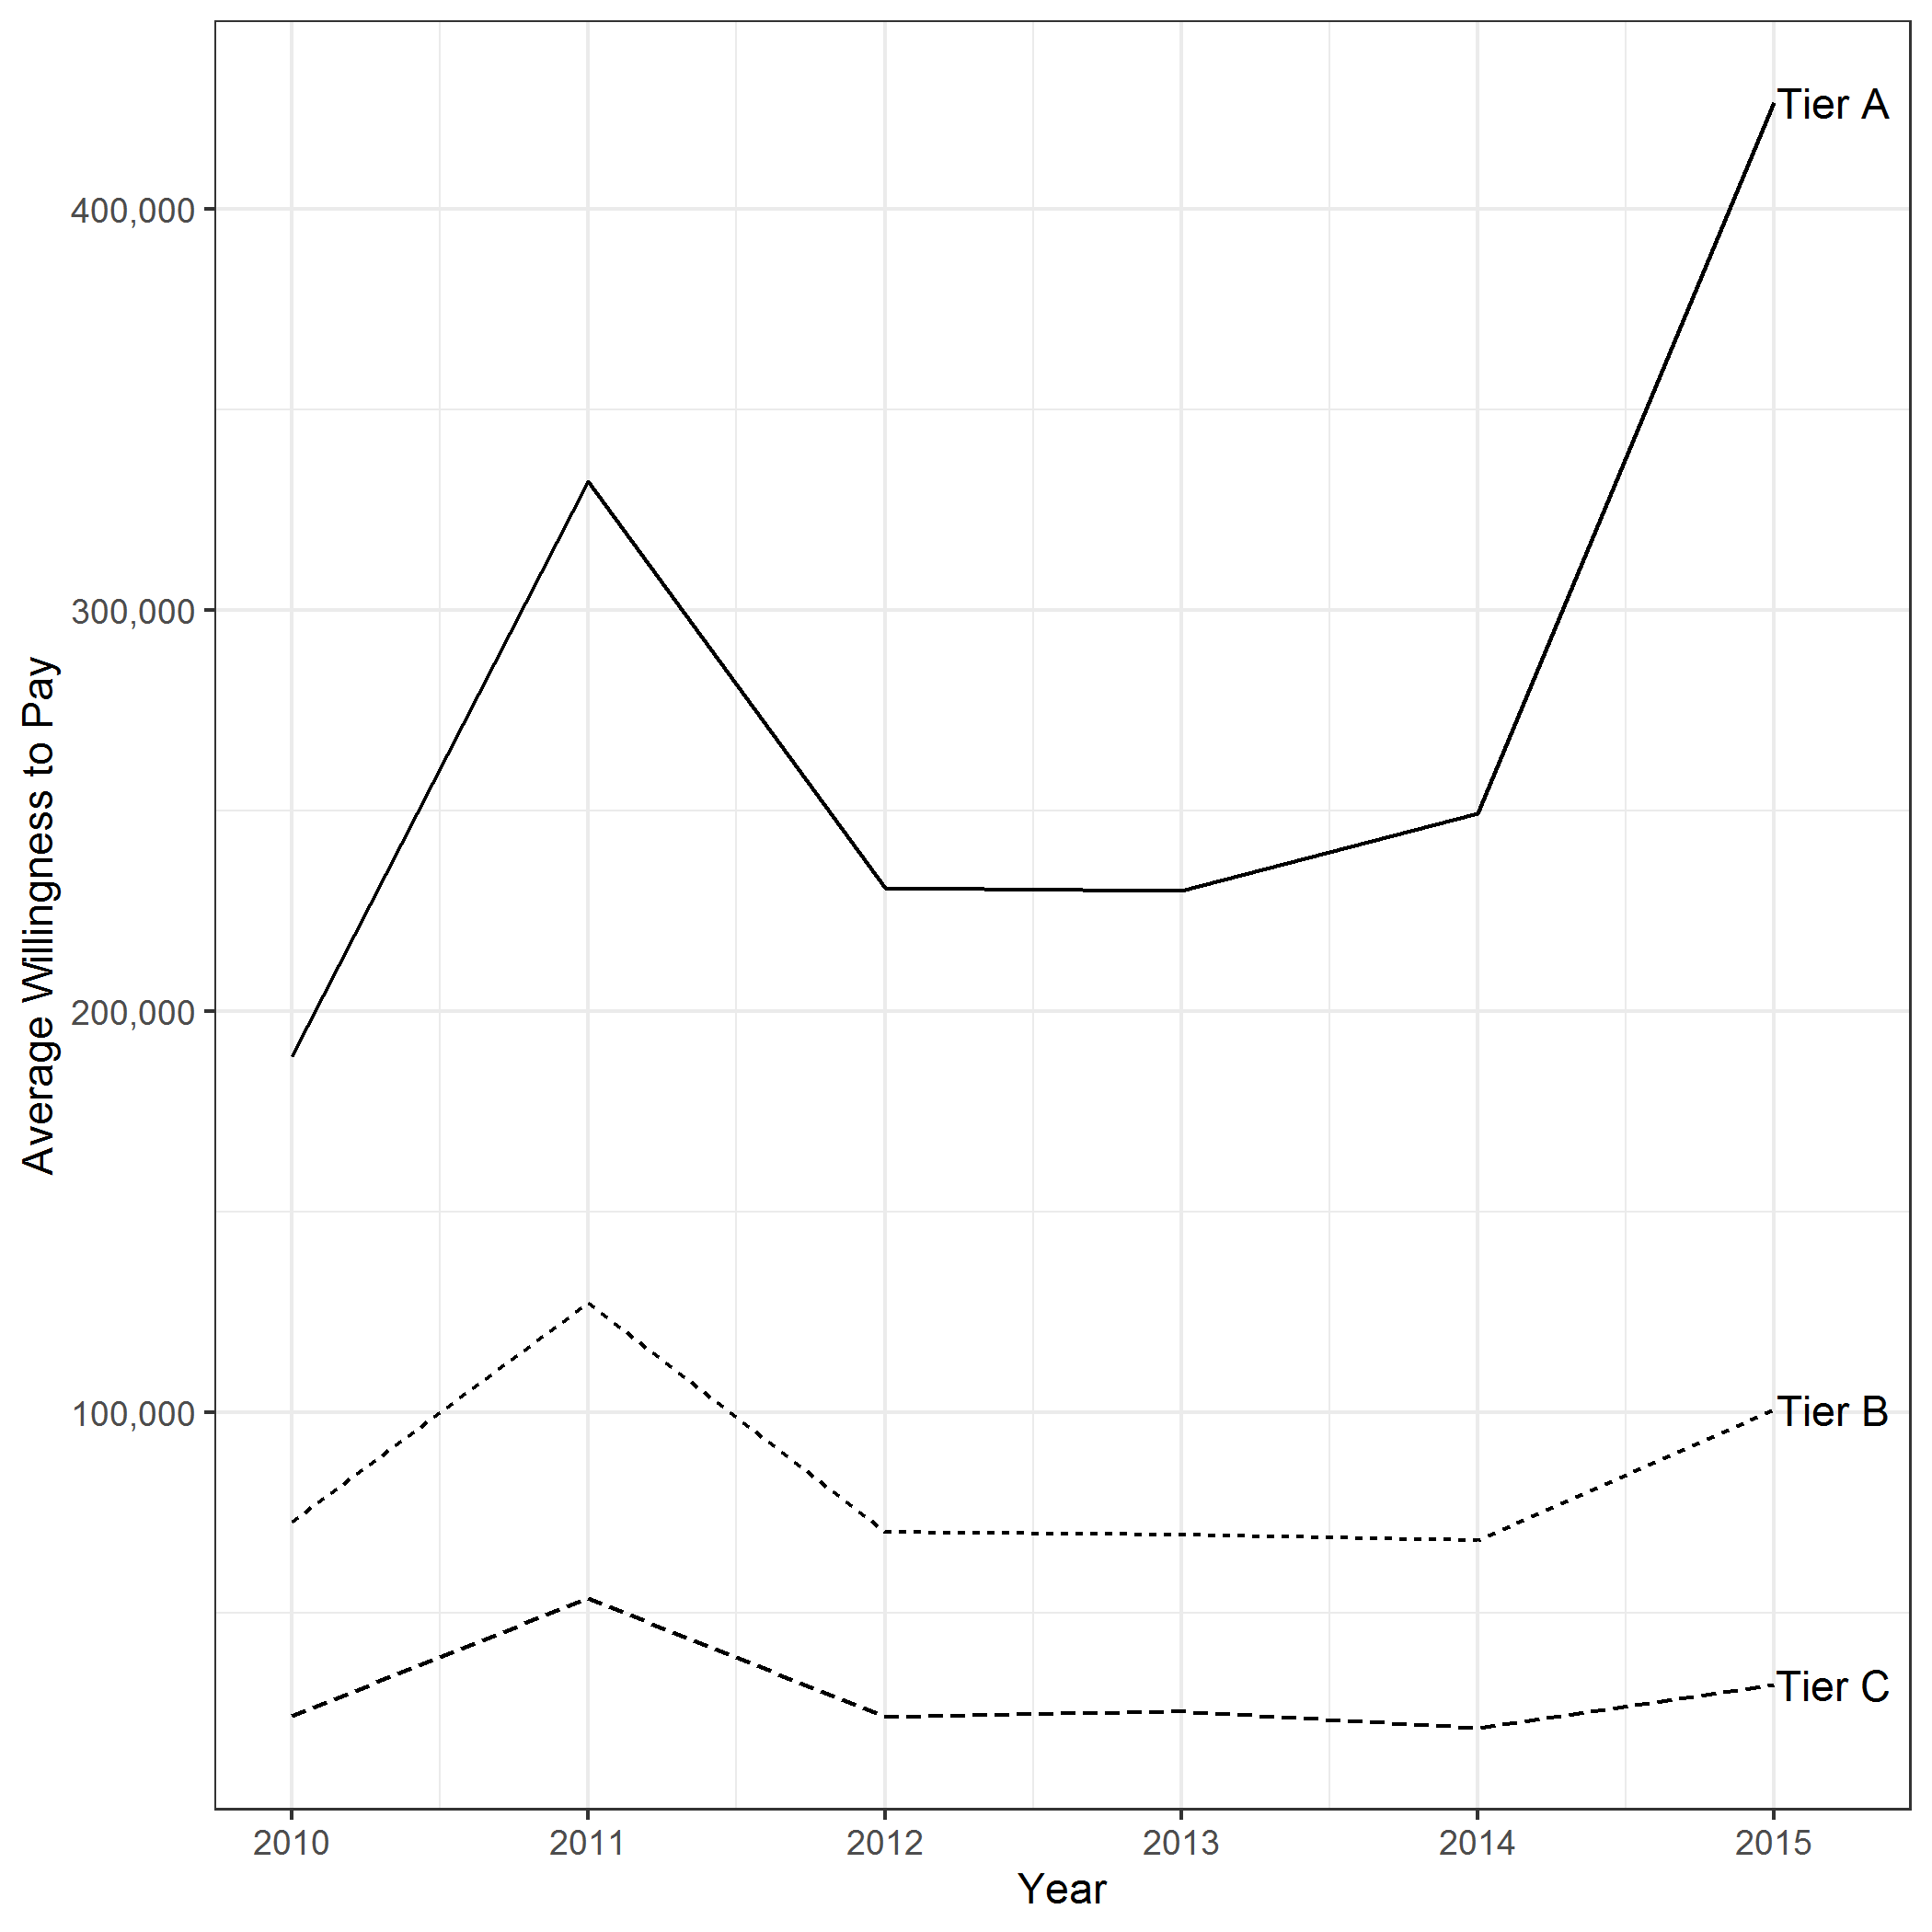 Tier A
400,000
300,000
200,000
100,000
Average Willingness to Pay
Tier B
Tier C
2010 2011 2012 2013 2014 2015
Year